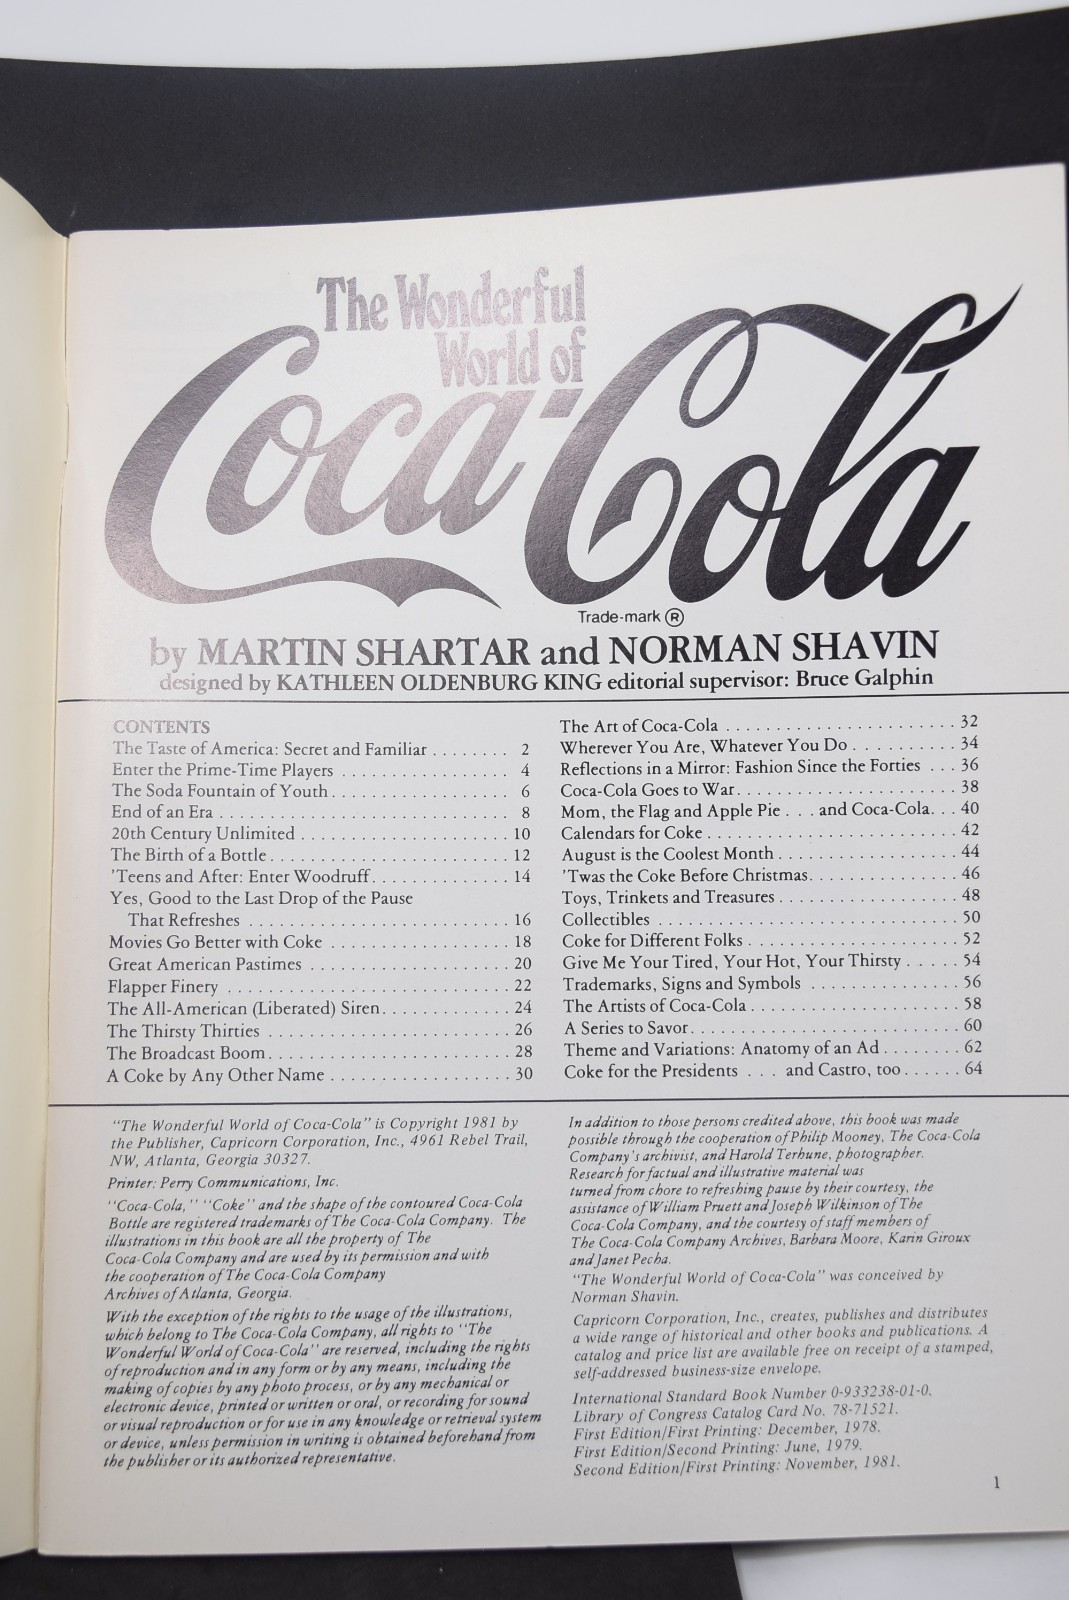 The Wonderful
World of
Coca-Cola
Trade-mark ®
by MARTIN SHARTAR and NORMAN SHAVIN
designed by KATHLEEN OLDENBURG KING editorial supervisor: Bruce Galphin
CONTENTS
The Taste of America: Secret and Familiar . . . . . . . . 2
Enter the Prime-Time Players . . . . . . . . . . . . . . . . . 4
The Soda Fountain of Youth . . . . . . . . . . . . . . . . . . 6
End of an Era . . . . . . . . . . . . . . . . . . . . . . . . . . . . . 8
20th Century Unlimited . . . . . . . . . . . . . . . . . . . . . 10
The Birth of a Bottle . . . . . . . . . . . . . . . . . . . . . . . . 12
'Teens and After: Enter Woodruff . . . . . . . . . . . . . . 14
Yes, Good to the Last Drop of the Pause
That Refreshes . . . . . . . . . . . . . . . . . . . . . . . . . . . 16
Movies Go Better with Coke . . . . . . . . . . . . . . . . . . 18
Great American Pastimes . . . . . . . . . . . . . . . . . . . . 20
Flapper Finery . . . . . . . . . . . . . . . . . . . . . . . . . . . . 22
The All-American (Liberated) Siren . . . . . . . . . . . . . 24
The Thirsty Thirties . . . . . . . . . . . . . . . . . . . . . . . . 26
The Broadcast Boom . . . . . . . . . . . . . . . . . . . . . . . . 28
A Coke by Any Other Name . . . . . . . . . . . . . . . . . . 30
The Art of Coca-Cola . . . . . . . . . . . . . . . . . . . . . . . 32
Wherever You Are, Whatever You Do . . . . . . . . . . 34
Reflections in a Mirror: Fashion Since the Forties . . . 36
Coca-Cola Goes to War . . . . . . . . . . . . . . . . . . . . . . 38
Mom, the Flag and Apple Pie . . . and Coca-Cola . . . 40
Calendars for Coke . . . . . . . . . . . . . . . . . . . . . . . . . 42
August is the Coolest Month . . . . . . . . . . . . . . . . . . 44
'Twas the Coke Before Christmas . . . . . . . . . . . . . . . 46
Toys, Trinkets and Treasures . . . . . . . . . . . . . . . . . . 48
Collectibles . . . . . . . . . . . . . . . . . . . . . . . . . . . . . 50
Coke for Different Folks . . . . . . . . . . . . . . . . . . . . . 52
Give Me Your Tired, Your Hot, Your Thirsty . . . . . 54
Trademarks, Signs and Symbols . . . . . . . . . . . . . . . 56
The Artists of Coca-Cola . . . . . . . . . . . . . . . . . . . . . 58
A Series to Savor . . . . . . . . . . . . . . . . . . . . . . . . . . . 60
Theme and Variations: Anatomy of an Ad . . . . . . . . 62
Coke for the Presidents . . . and Castro, too . . . . . . 64
"The Wonderful World of Coca-Cola" is Copyright 1981 by
the Publisher, Capricorn Corporation, Inc., 4961 Rebel Trail,
NW, Atlanta, Georgia 30327.
Printer: Perry Communications, Inc.
"Coca-Cola," "Coke" and the shape of the contoured Coca-Cola
Bottle are registered trademarks of The Coca-Cola Company. The
illustrations in this book are all the property of The
Coca-Cola Company and are used by its permission and with
the cooperation of The Coca-Cola Company
Archives of Atlanta, Georgia.
With the exception of the rights to the usage of the illustrations,
which belong to The Coca-Cola Company, all rights to "The
Wonderful World of Coca-Cola" are reserved, including the rights
of reproduction and in any form or by any means, including the
making of copies by any photo process, or by any mechanical or
electronic device, printed or written or oral, or recording for sound
or visual reproduction or for use in any knowledge or retrieval system
or device, unless permission in writing is obtained beforehand from
the publisher or its authorized representative.
In addition to those persons credited above, this book was made
possible through the cooperation of Philip Mooney, The Coca-Cola
Company's archivist, and Harold Terhune, photographer.
Research for factual and illustrative material was
turned from chore to refreshing pause by their courtesy, the
assistance of William Pruett and Joseph Wilkinson of The
Coca-Cola Company, and the courtesy of staff members of
The Coca-Cola Company Archives, Barbara Moore, Karin Giroux
and Janet Pecha.
"The Wonderful World of Coca-Cola" was conceived by
Norman Shavin.
Capricorn Corporation, Inc., creates, publishes and distributes
a wide range of historical and other books and publications. A
catalog and price list are available free on receipt of a stamped,
self-addressed business-size envelope.
International Standard Book Number 0-933238-01-0.
Library of Congress Catalog Card No. 78-71521.
First Edition/First Printing: December, 1978.
First Edition/Second Printing: June, 1979.
Second Edition/First Printing: November, 1981.
1